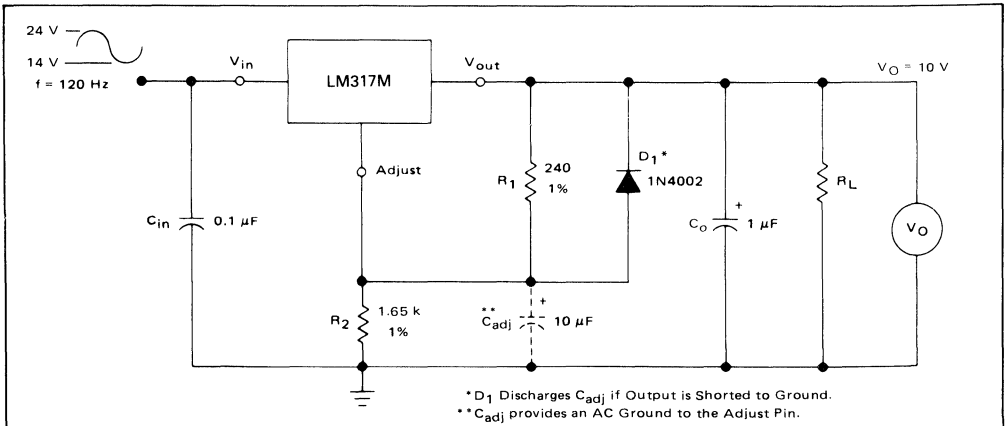 24 V
14 V
f = 120 Hz
Vin
LM317M
Vout
VO = 10 V
Adjust
R1
240
1%
D1*
1N4002
Cin
0.1 µF
CO
+
1 µF
RL
VO
R2
1.65 k
1%
**
Cadj
+
10 µF
*D1 Discharges Cadj if Output is Shorted to Ground.
**Cadj provides an AC Ground to the Adjust Pin.